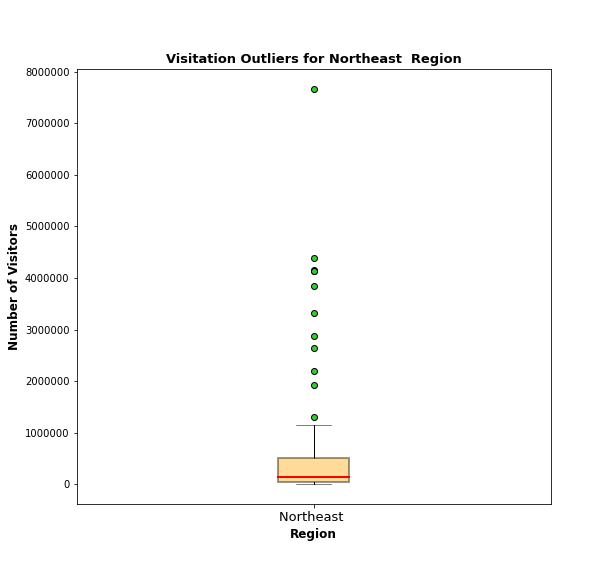 Visitation Outliers for Northeast  Region
8000000
7000000
6000000
5000000
4000000
3000000
2000000
1000000
0
Number of Visitors
Northeast
Region